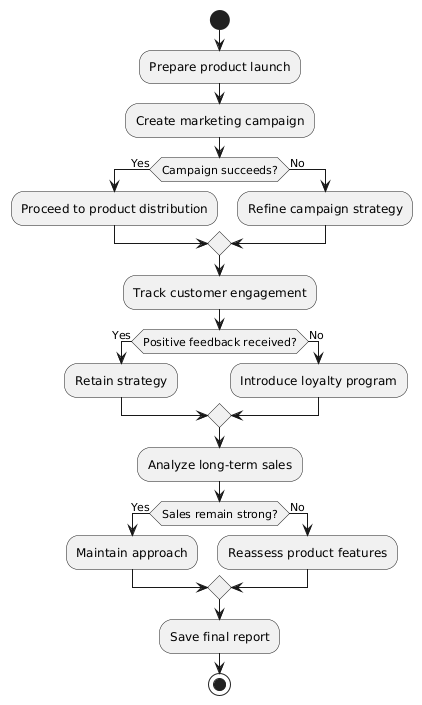 Prepare product launch
Create marketing campaign
Yes
Campaign succeeds?
No
Proceed to product distribution
Refine campaign strategy
Track customer engagement
Yes
Positive feedback received?
No
Retain strategy
Introduce loyalty program
Analyze long-term sales
Yes
Sales remain strong?
No
Maintain approach
Reassess product features
Save final report